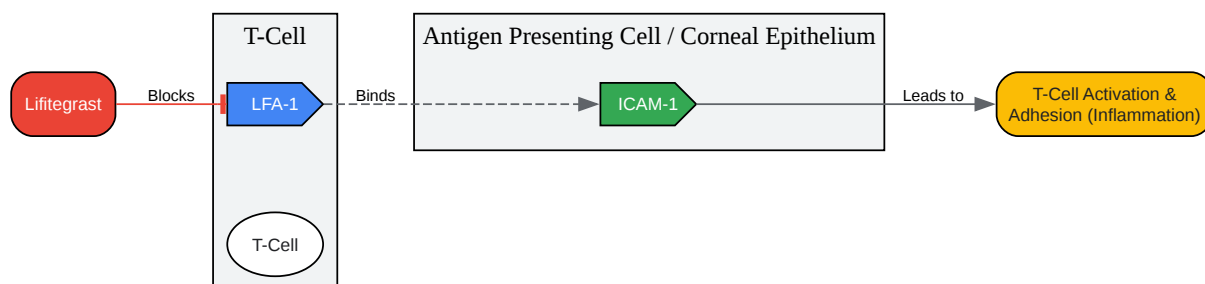 T-Cell
Antigen Presenting Cell / Corneal Epithelium
Lifitegrast
Blocks
LFA-1
Binds
ICAM-1
Leads to
T-Cell Activation &
Adhesion (Inflammation)
T-Cell